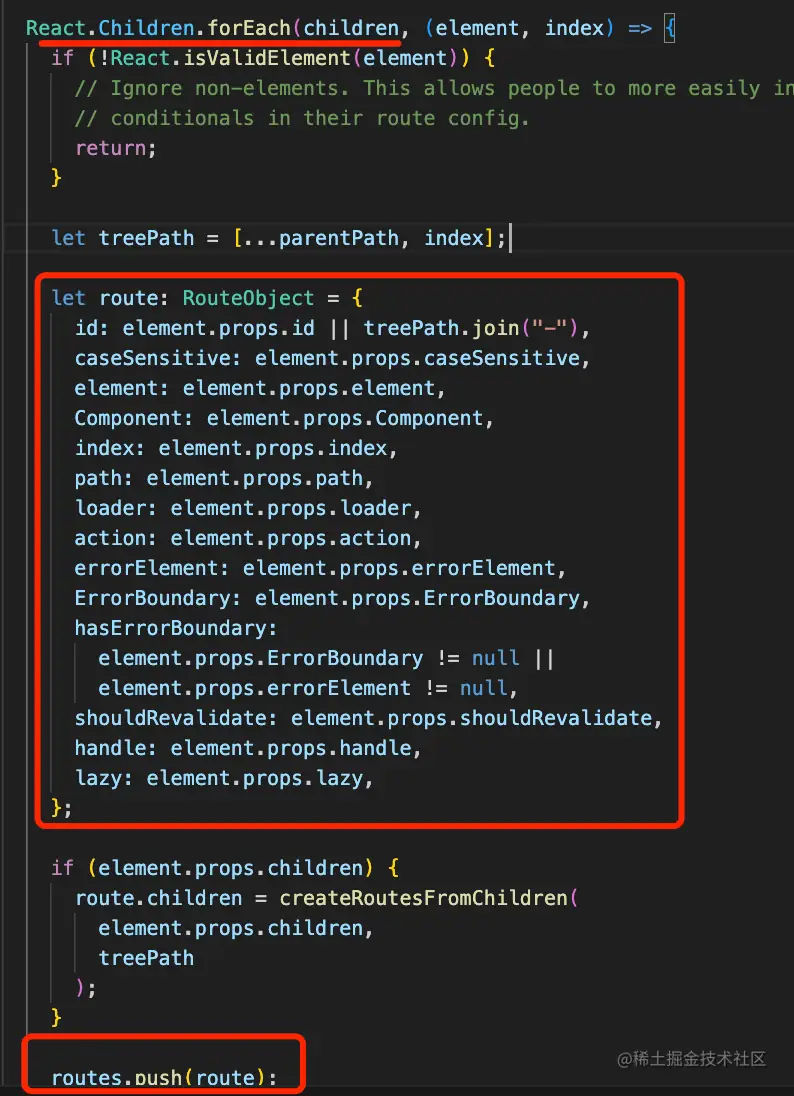 React.Children.forEach(children, (element, index) => {
if (!React.isValidElement(element)) {
// Ignore non-elements. This allows people to more easily in
// conditionals in their route config.
return;
}
let treePath = [...parentPath, index];
let route: RouteObject = {
id: element.props.id || treePath.join("-"),
caseSensitive: element.props.caseSensitive,
element: element.props.element,
Component: element.props.Component,
index: element.props.index,
path: element.props.path,
loader: element.props.loader,
action: element.props.action,
errorElement: element.props.errorElement,
ErrorBoundary: element.props.ErrorBoundary,
hasErrorBoundary:
element.props.ErrorBoundary != null ||
element.props.errorElement != null,
shouldRevalidate: element.props.shouldRevalidate,
handle: element.props.handle,
lazy: element.props.lazy,
};
if (element.props.children) {
route.children = createRoutesFromChildren(
element.props.children,
treePath
);
}
routes.push(route);
@稀土掘金技术社区